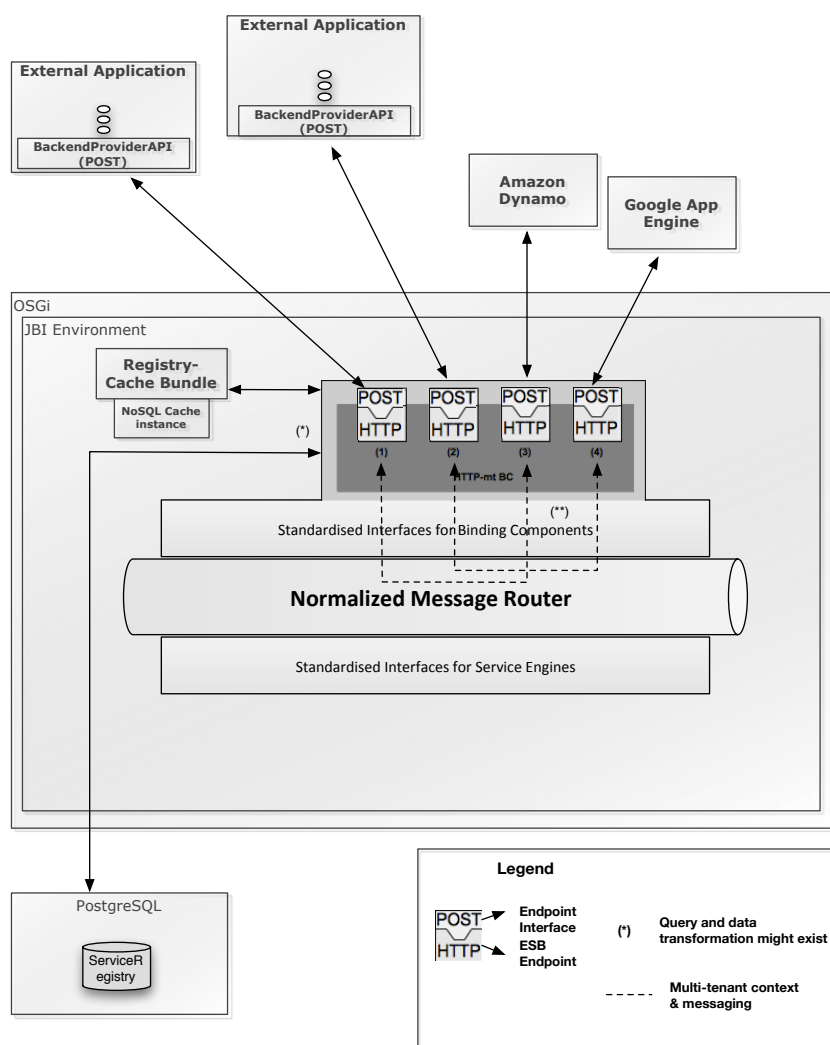 External Application
BackendProviderAPI
(POST)
External Application
BackendProviderAPI
(POST)
Amazon
Dynamo
Google App
Engine
OSGi
JBI Environment
Registry-
Cache Bundle
NoSQL Cache
instance
(*)
POST
HTTP
(1)
POST
HTTP
(2)
POST
HTTP
(3)
POST
HTTP
(4)
HTTP-mt BC
(**)
Standardised Interfaces for Binding Components
Normalized Message Router
Standardised Interfaces for Service Engines
PostgreSQL
ServiceR
egistry
Legend
POST
HTTP
Endpoint
Interface
ESB
Endpoint
(*)
Query and data
transformation might exist
Multi-tenant context
& messaging